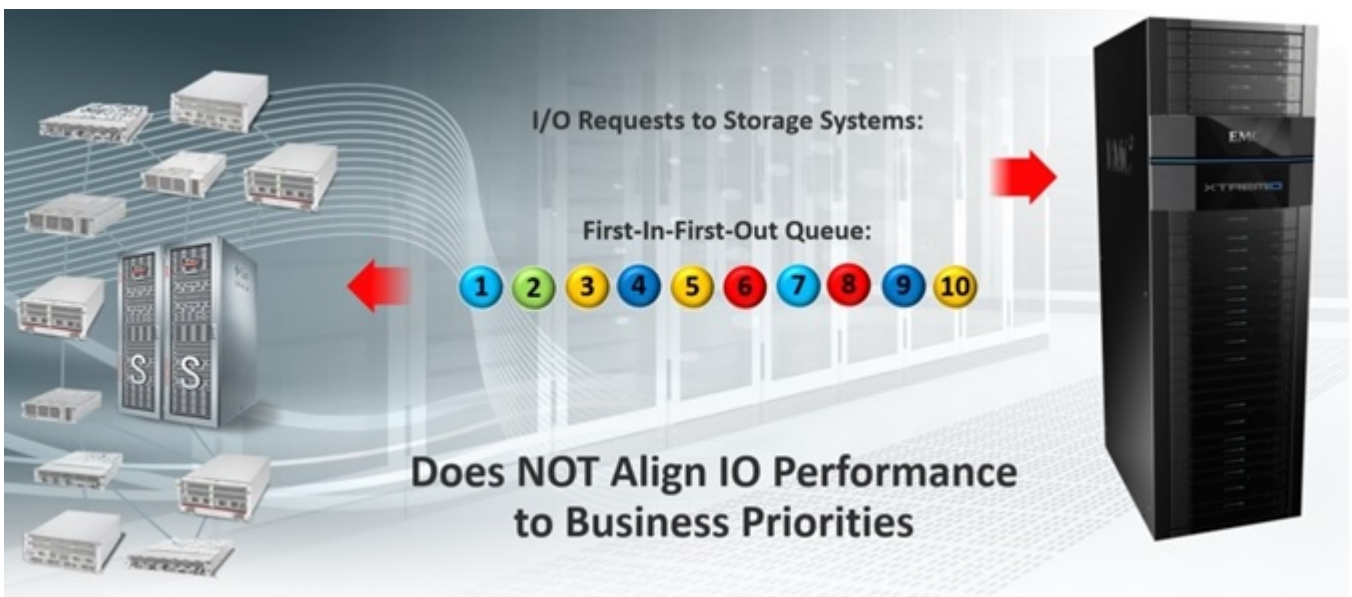 I/O Requests to Storage Systems:
EMC
EMC²
XTREMIO
First-In-First-Out Queue:
1 2 3 4 5 6 7 8 9 10
S S
Does NOT Align IO Performance
to Business Priorities